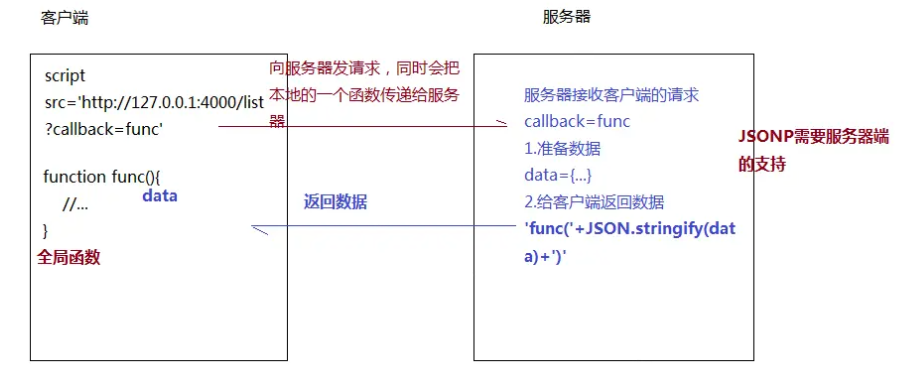 客户端
服务器
script
src='http://127.0.0.1:4000/list
?callback=func'
function func(){
data
//...
}
全局函数
向服务器发请求，同时会把
本地的一个函数传递给服务
器
返回数据
服务器接收客户端的请求
callback=func
1.准备数据
data={...}
2.给客户端返回数据
'func('+JSON.stringify(dat
a)+')'
JSONP需要服务器端
的支持